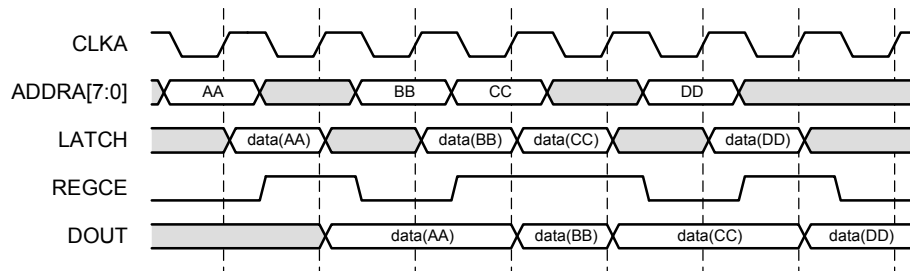 CLKA
ADDRA[7:0] AA BB CC DD
LATCH data(AA) data(BB) data(CC) data(DD)
REGCE
DOUT data(AA) data(BB) data(CC) data(DD)